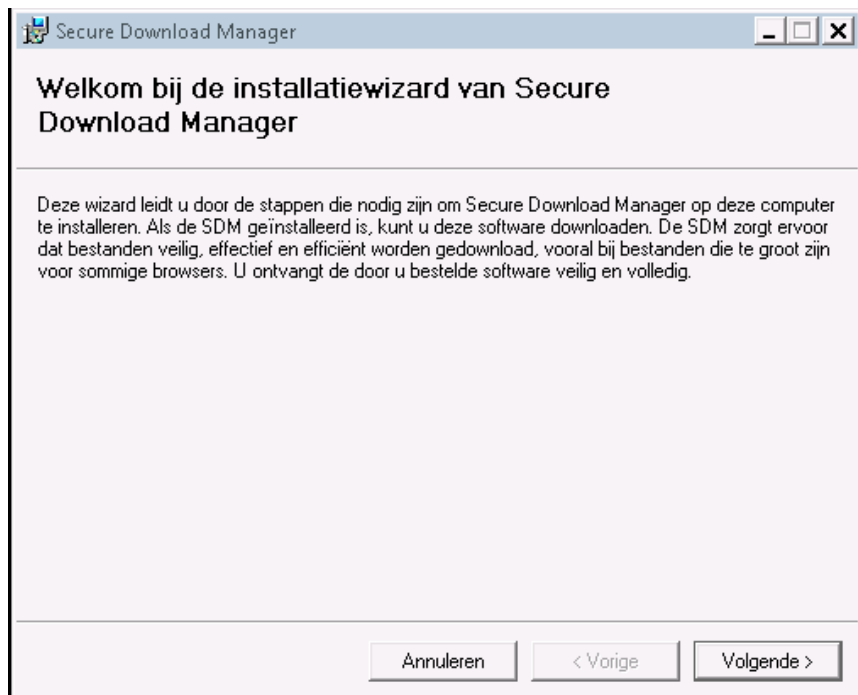 Secure Download Manager
Welkom bij de installatiewizard van Secure
Download Manager
Deze wizard leidt u door de stappen die nodig zijn om Secure Download Manager op deze computer
te installeren. Als de SDM geïnstalleerd is, kunt u deze software downloaden. De SDM zorgt ervoor
dat bestanden veilig, effectief en efficiënt worden gedownload, vooral bij bestanden die te groot zijn
voor sommige browsers. U ontvangt de door u bestelde software veilig en volledig.
Annuleren
< Vorige
Volgende >